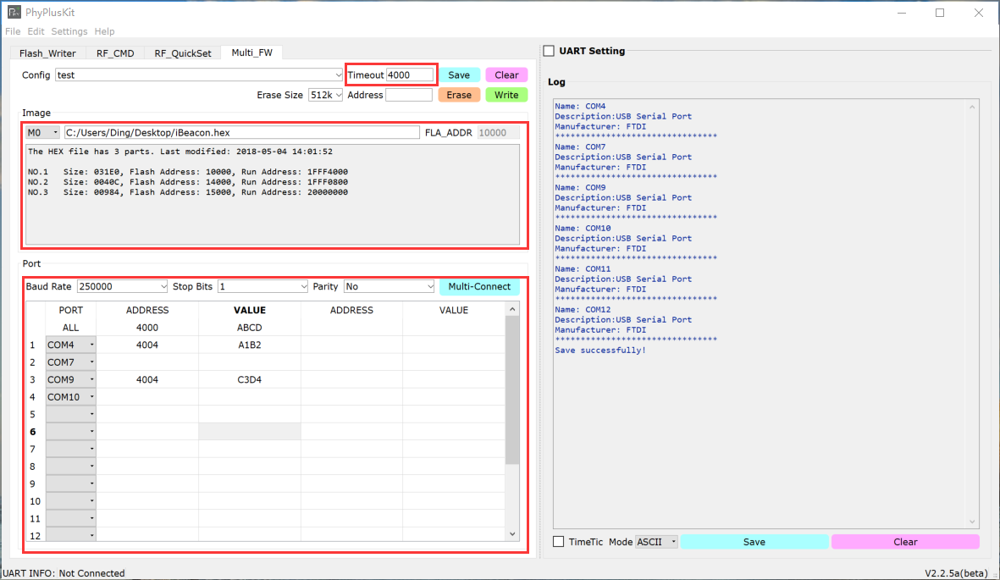 PhyPlusKit
File Edit Settings Help
Flash_Writer RF_CMD RF_QuickSet Multi_FW
Config test Timeout 4000 Save Clear
Erase Size 512k Address Erase Write
Image
M0 C:/Users/Ding/Desktop/iBeacon.hex FLA_ADDR 10000
The HEX file has 3 parts. Last modified: 2018-05-04 14:01:52
NO.1 Size: 031E0, Flash Address: 10000, Run Address: 1FFF4000
NO.2 Size: 0040C, Flash Address: 14000, Run Address: 1FFF0800
NO.3 Size: 00984, Flash Address: 15000, Run Address: 20000000
Port
Baud Rate 250000 Stop Bits 1 Parity No Multi-Connect
PORT ADDRESS VALUE ADDRESS VALUE
ALL 4000 ABCD
1 COM4 4004 A1B2
2 COM7
3 COM9 4004 C3D4
4 COM10
5
6
7
8
9
10
11
12
UART Setting
Log
Name: COM4
Description:USB Serial Port
Manufacturer: FTDI
********************************
Name: COM7
Description:USB Serial Port
Manufacturer: FTDI
********************************
Name: COM9
Description:USB Serial Port
Manufacturer: FTDI
********************************
Name: COM10
Description:USB Serial Port
Manufacturer: FTDI
********************************
Name: COM11
Description:USB Serial Port
Manufacturer: FTDI
********************************
Name: COM12
Description:USB Serial Port
Manufacturer: FTDI
********************************
Save successfully!
TimeTic Mode ASCII Save Clear
UART INFO: Not Connected V2.2.5a(beta)